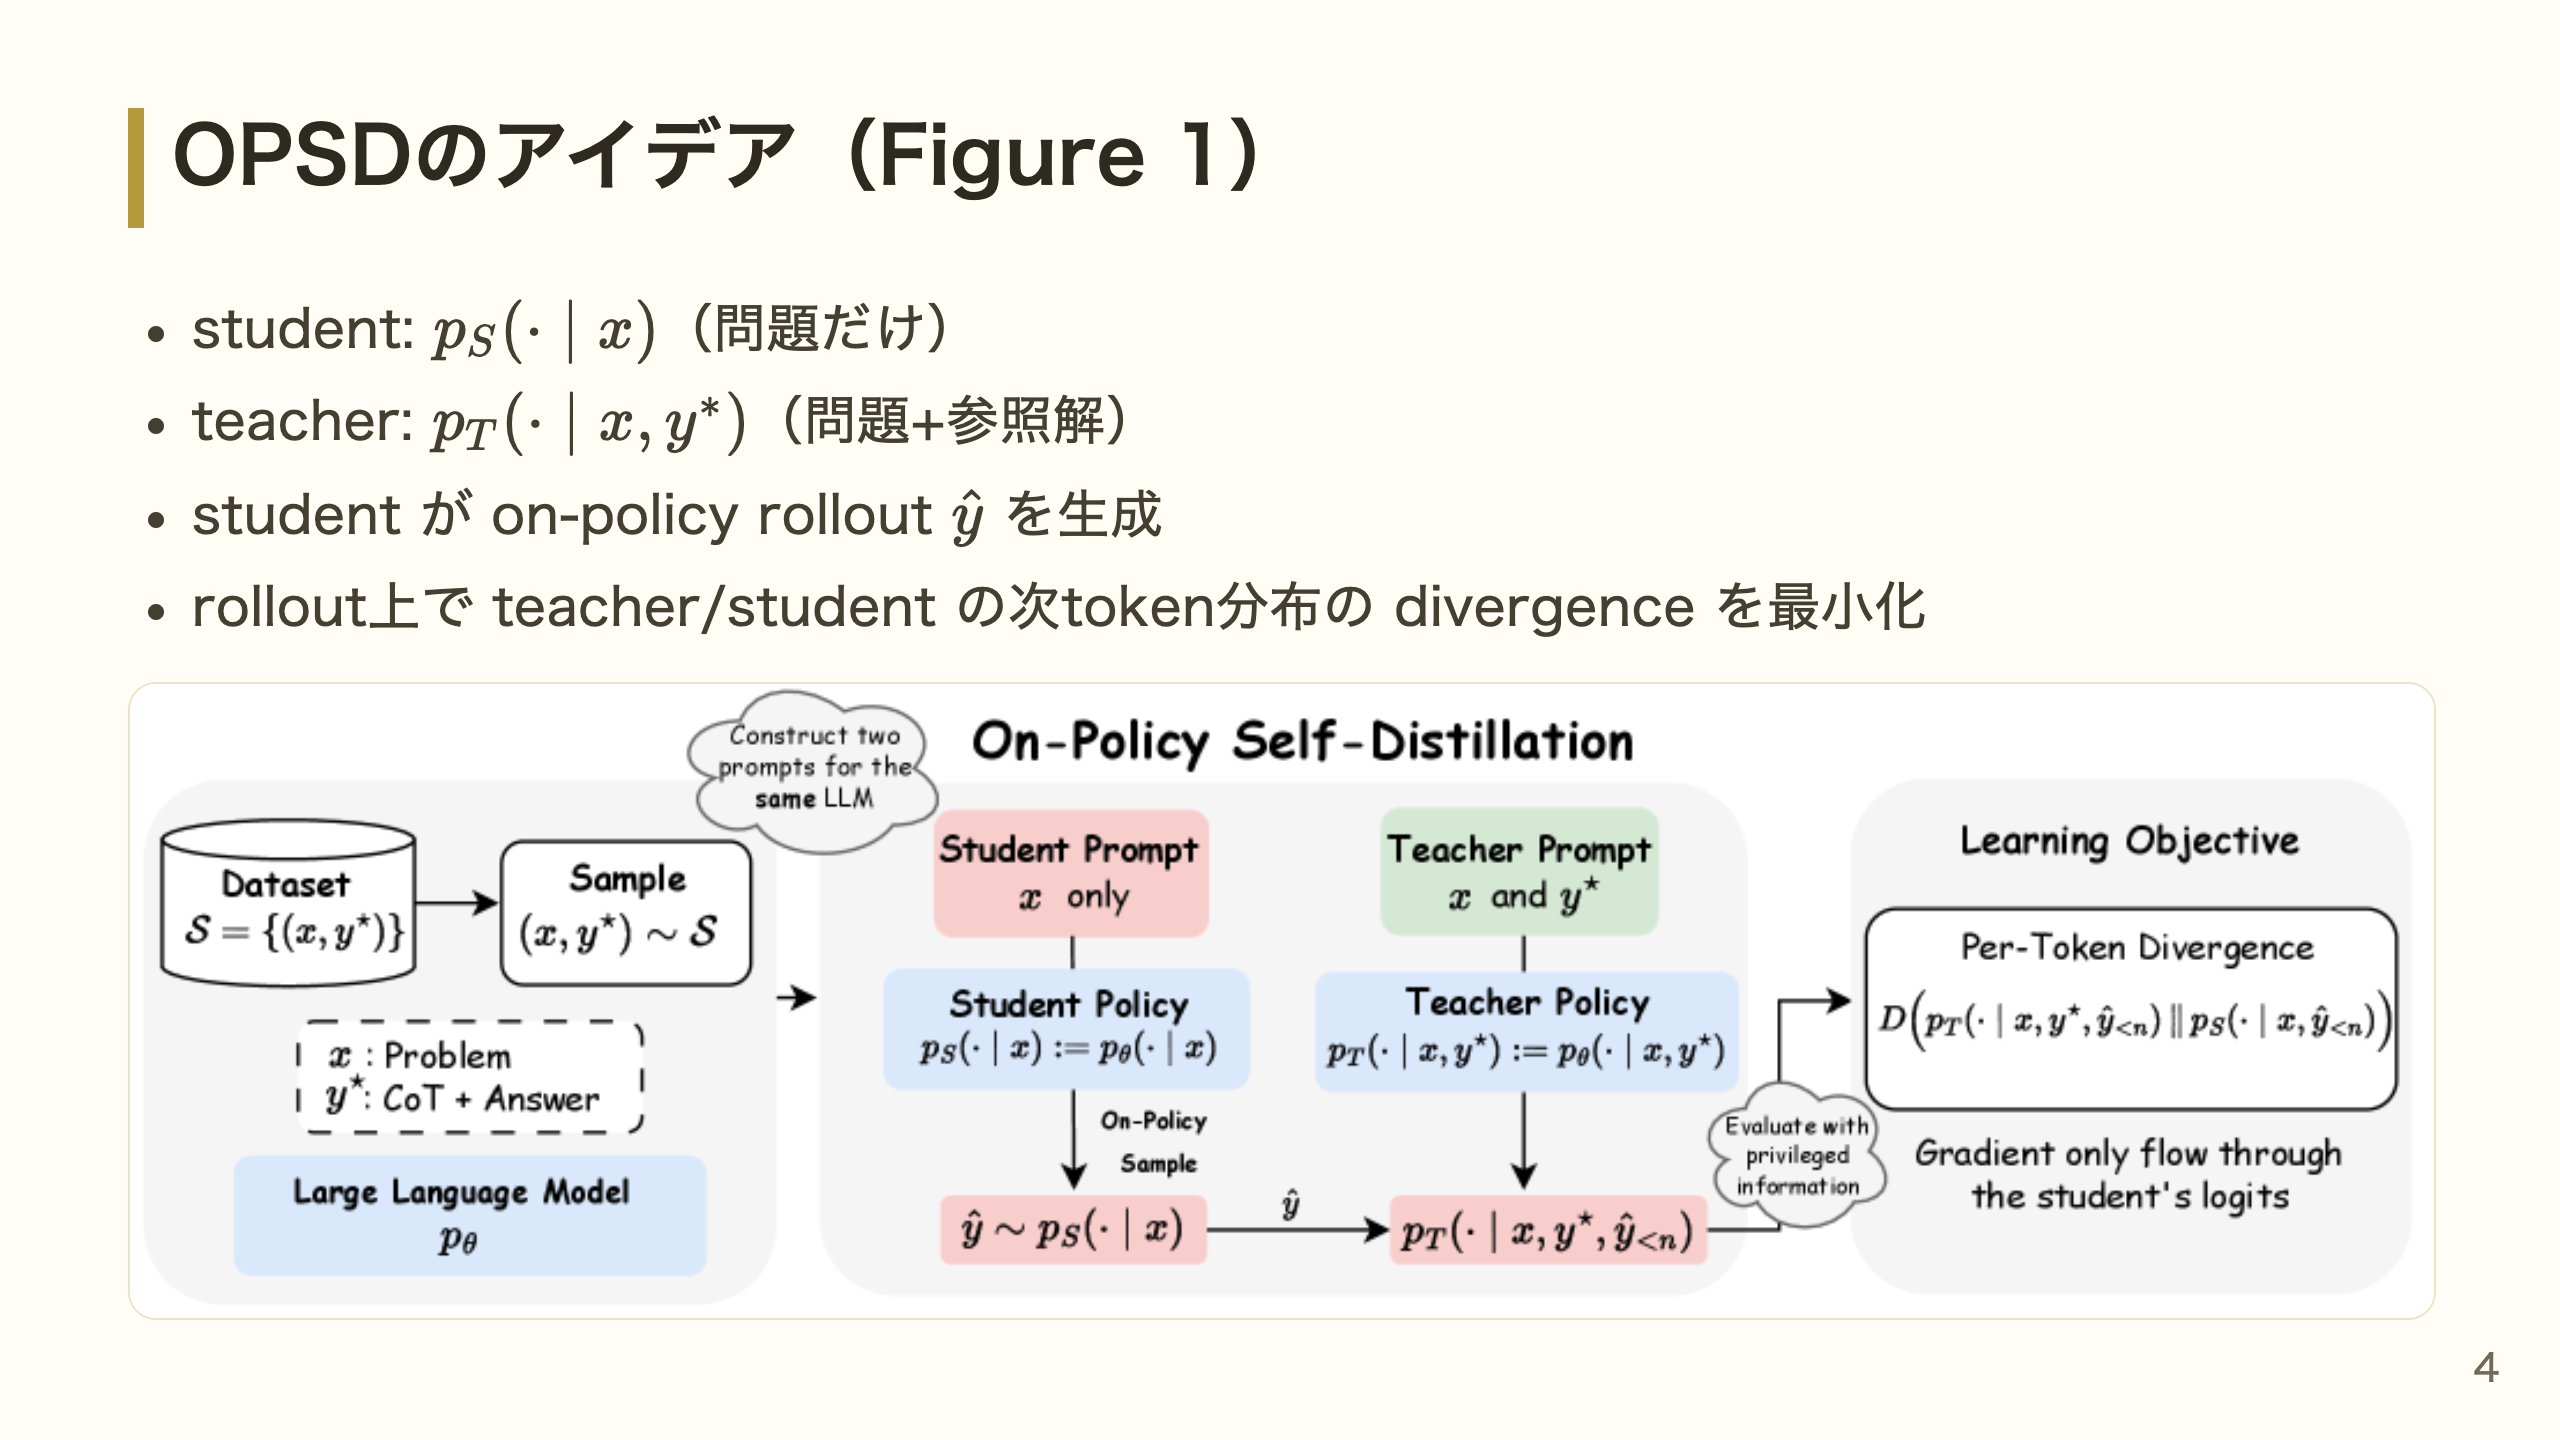 OPSDのアイデア（Figure 1）
• student: p_S(· | x)（問題だけ）
• teacher: p_T(· | x, y*)（問題+参照解）
• student が on-policy rollout ŷ を生成
• rollout上で teacher/student の次token分布の divergence を最小化
Construct two
prompts for the
same LLM
On-Policy Self-Distillation
Dataset
S = {(x, y*)}
Sample
(x, y*) ∼ S
x : Problem
y*: CoT + Answer
Large Language Model
p_θ
Student Prompt
x only
Student Policy
p_S(· | x) := p_θ(· | x)
On-Policy
Sample
ŷ ∼ p_S(· | x)
ŷ
Teacher Prompt
x and y*
Teacher Policy
p_T(· | x, y*) := p_θ(· | x, y*)
p_T(· | x, y*, ŷ_{<n})
Evaluate with
privileged
information
Learning Objective
Per-Token Divergence
D(p_T(· | x, y*, ŷ_{<n}) ‖ p_S(· | x, ŷ_{<n}))
Gradient only flow through
the student's logits
4